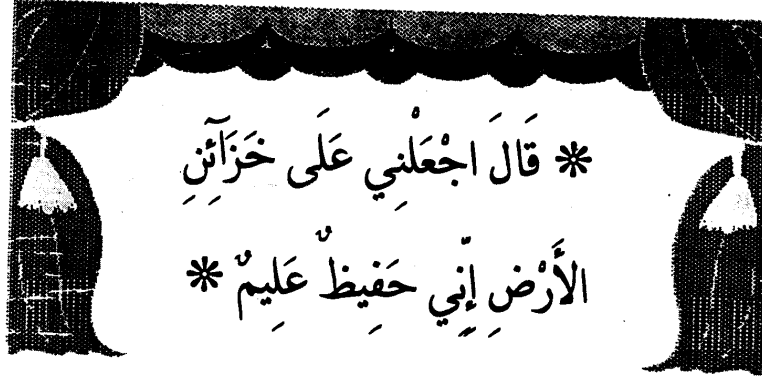 ❊ قَالَ اجْعَلْنِي عَلَى خَزَآئِنِ
الأَرْضِ إِنِّي حَفِيظٌ عَلِيمٌ ❊